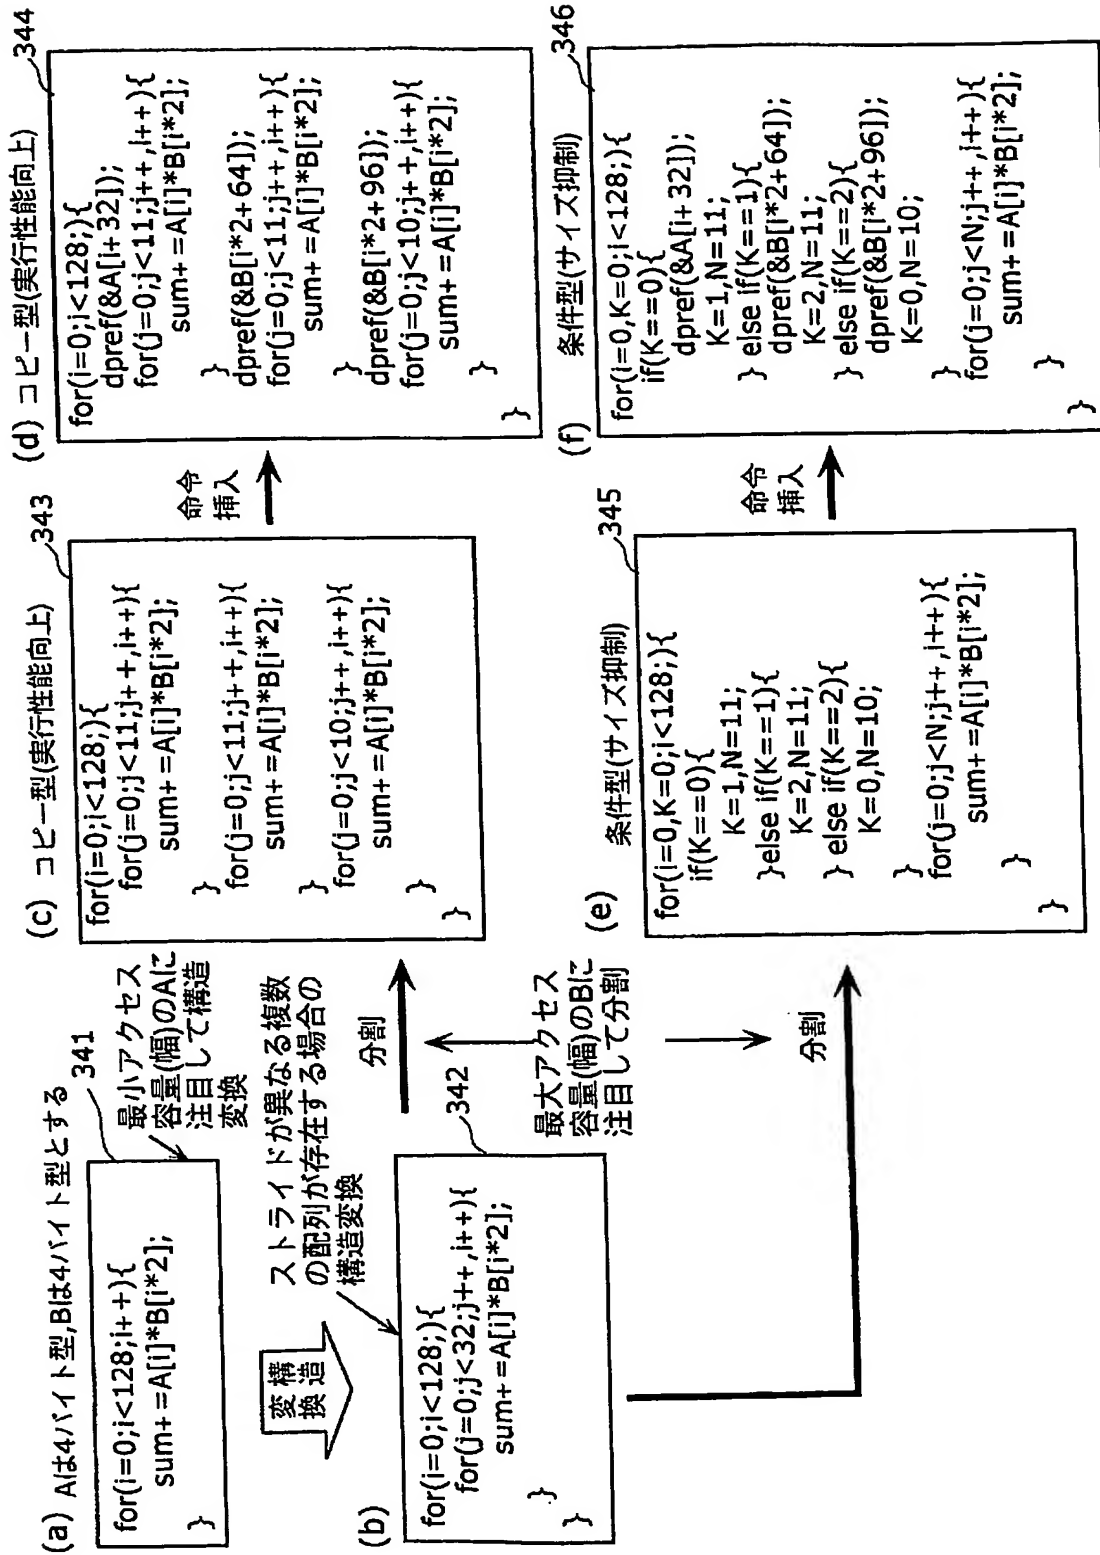 (a) Aは4バイト型,Bは4バイト型とする
341
for(i=0;i<128;i++){
sum+=A[i]*B[i*2];
}
最小アクセス
容量(幅)のAに
注目して構造
変換
構造
変換
ストライドが異なる複数
の配列が存在する場合の
構造変換
(b)
342
for(i=0;i<128;){
for(j=0;j<32;j++,i++){
sum+=A[i]*B[i*2];
}
}
分割
最大アクセス
容量(幅)のBに
注目して分割
分割
(c) コピー型(実行性能向上)
343
for(i=0;i<128;){
for(j=0;j<11;j++,i++){
sum+=A[i]*B[i*2];
}
for(j=0;j<11;j++,i++){
sum+=A[i]*B[i*2];
}
for(j=0;j<10;j++,i++){
sum+=A[i]*B[i*2];
}
}
命令
挿入
(d) コピー型(実行性能向上)
344
for(i=0;i<128;){
dpref(&A[i+32]);
for(j=0;j<11;j++,i++){
sum+=A[i]*B[i*2];
}
dpref(&B[i*2+64]);
for(j=0;j<11;j++,i++){
sum+=A[i]*B[i*2];
}
dpref(&B[i*2+96]);
for(j=0;j<10;j++,i++){
sum+=A[i]*B[i*2];
}
}
(e)
条件型(サイズ抑制)
345
for(i=0,K=0;i<128;){
if(K==0){
K=1,N=11;
}else if(K==1){
K=2,N=11;
} else if(K==2){
K=0,N=10;
}
for(j=0;j<N;j++,i++){
sum+=A[i]*B[i*2];
}
}
命令
挿入
(f)
条件型(サイズ抑制)
346
for(i=0,K=0;i<128;){
if(K==0){
dpref(&A[i+32]);
K=1,N=11;
} else if(K==1){
dpref(&B[i*2+64]);
K=2,N=11;
} else if(K==2){
dpref(&B[i*2+96]);
K=0,N=10;
}
for(j=0;j<N;j++,i++){
sum+=A[i]*B[i*2];
}
}